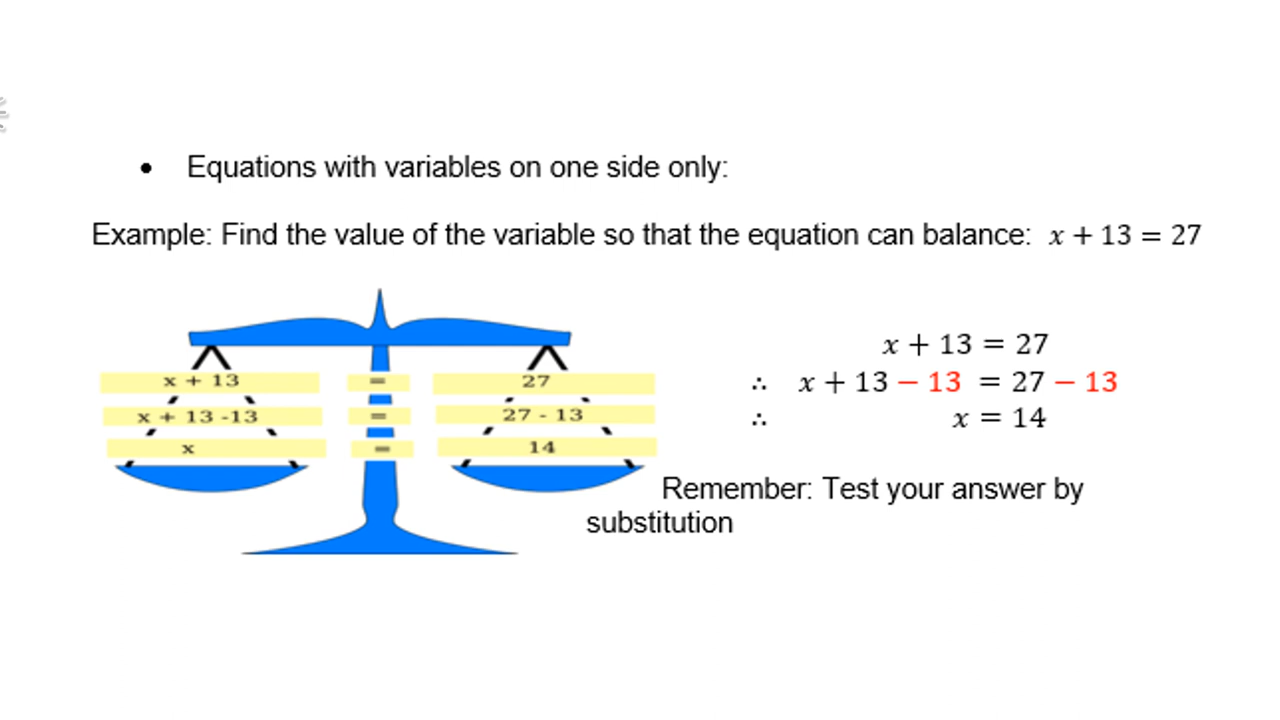 • Equations with variables on one side only:
Example: Find the value of the variable so that the equation can balance: x + 13 = 27
x + 13 = 27
x + 13 -13 = 27 - 13
x = 14
x + 13 = 27
∴ x + 13 − 13 = 27 − 13
∴ x = 14
Remember: Test your answer by
substitution